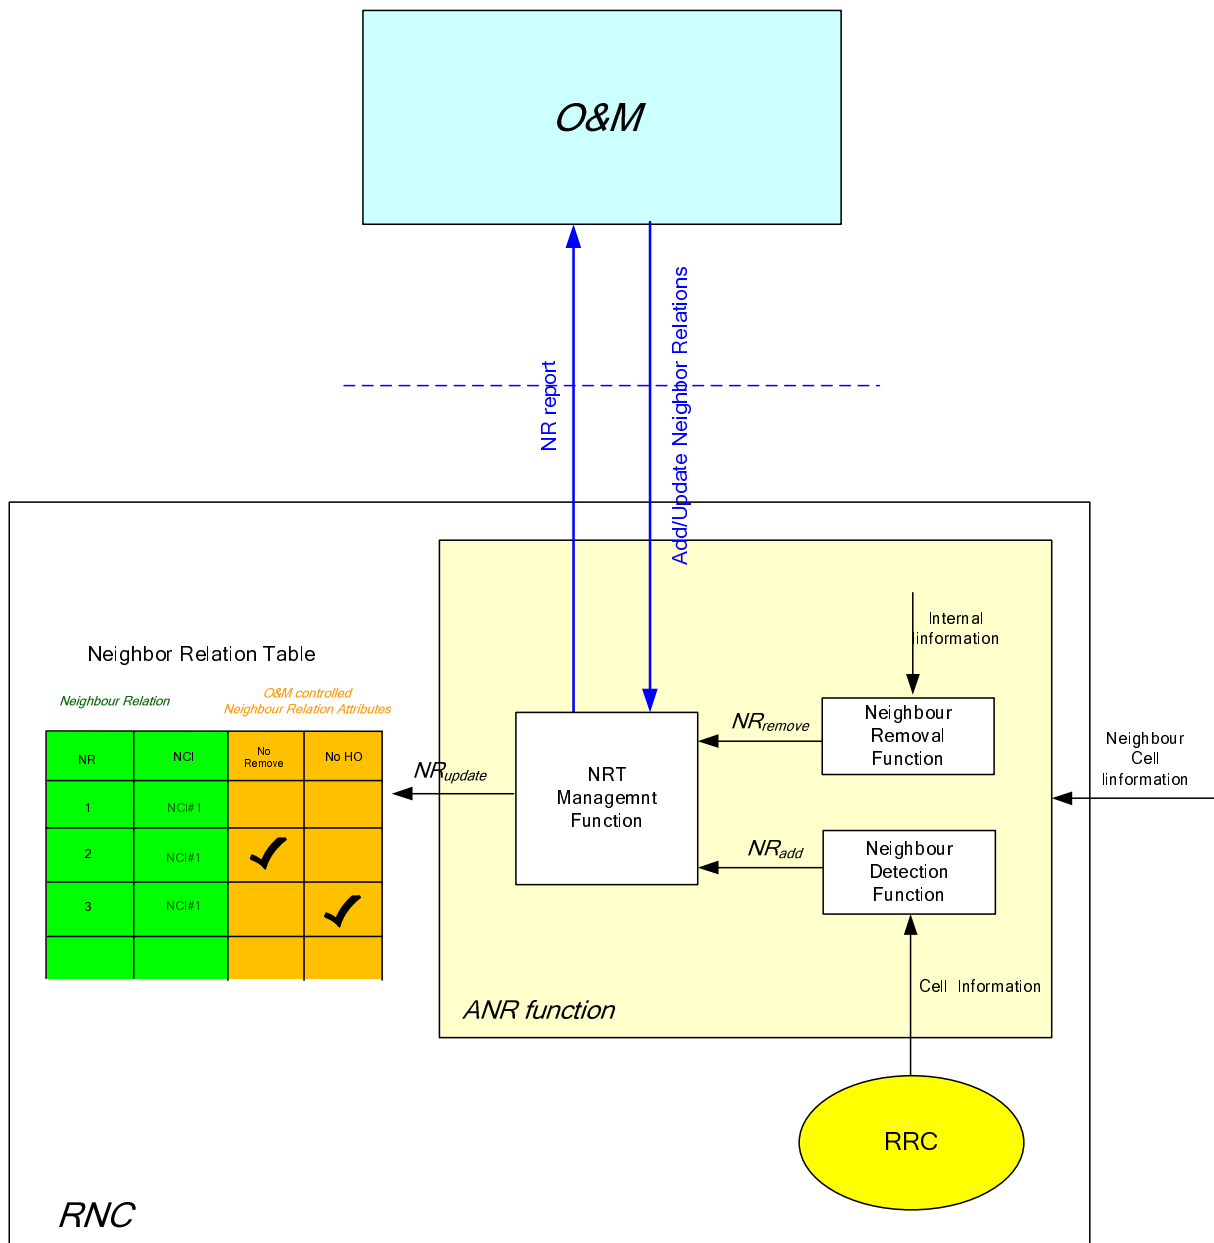 O&M
NR report
Add/Update Neighbor Relations
Neighbor Relation Table
Neighbour Relation
O&M controlled
Neighbour Relation Attributes
NR
NCI
No
Remove
No HO
1
NCI#1
2
NCI#1
3
NCI#1
NRupdate
NRT
Managemnt
Function
NRremove
NRadd
Internal
Iinformation
Neighbour
Removal
Function
Neighbour
Detection
Function
Neighbour
Cell
Iinformation
Cell Information
ANR function
RRC
RNC